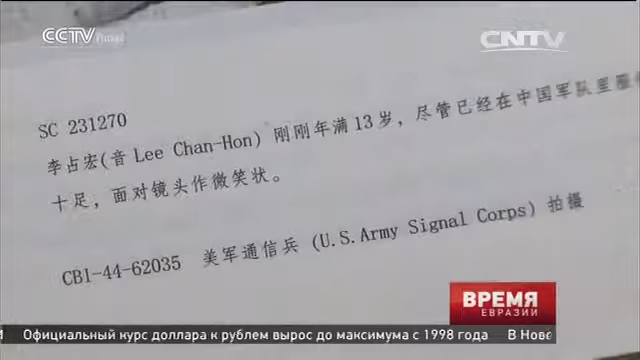 CCTV
CNTV
SC 231270
李占宏(音 Lee Chan-Hon) 刚刚年满13岁，尽管已经在中国军队里服
十足，面对镜头作微笑状。
CBI-44-62035 美军通信兵 (U.S.Army Signal Corps) 拍摄
ВРЕМЯ
ЕВРАЗИИ
Официальный курс доллара к рублем вырос до максимума с 1998 года В Нове